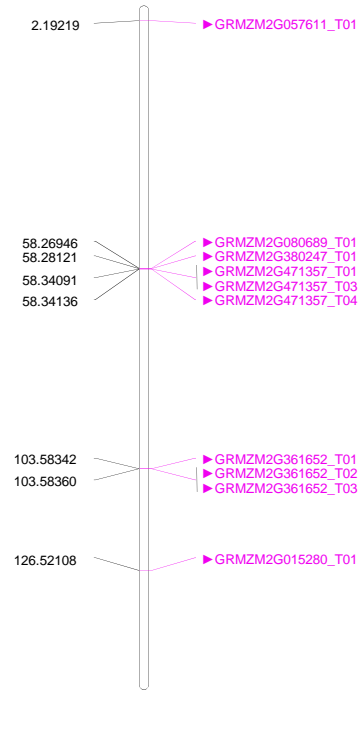 2.19219 ►GRMZM2G057611_T01
58.26946 ►GRMZM2G080689_T01
58.28121 ►GRMZM2G380247_T01
►GRMZM2G471357_T01
58.34091
►GRMZM2G471357_T03
58.34136 ►GRMZM2G471357_T04
103.58342 ►GRMZM2G361652_T01
►GRMZM2G361652_T02
103.58360
►GRMZM2G361652_T03
126.52108 ►GRMZM2G015280_T01